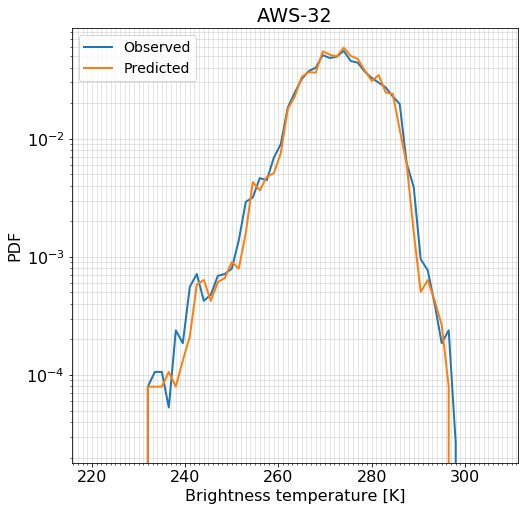 AWS-32
Observed
Predicted
PDF
10⁻²
10⁻³
10⁻⁴
220 240 260 280 300
Brightness temperature [K]